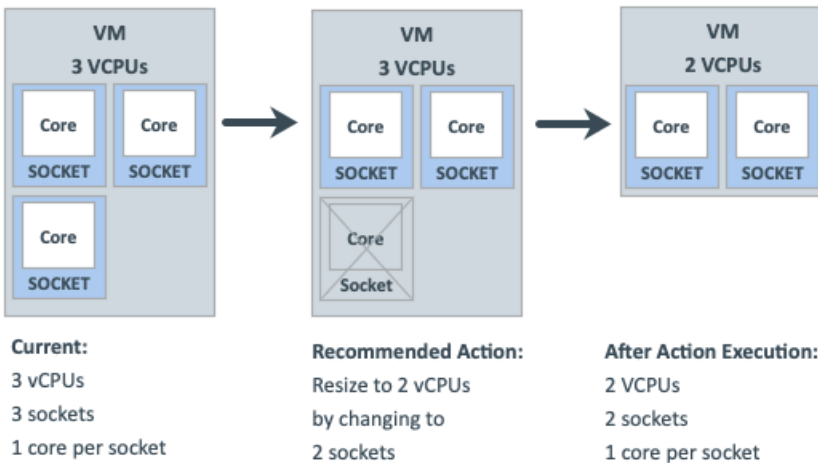 VM
3 VCPUs
Core
Core
SOCKET
SOCKET
Core
SOCKET
Current:
3 vCPUs
3 sockets
1 core per socket
VM
3 VCPUs
Core
Core
SOCKET
SOCKET
Core
Socket
Recommended Action:
Resize to 2 vCPUs
by changing to
2 sockets
VM
2 VCPUs
Core
Core
SOCKET
SOCKET
After Action Execution:
2 VCPUs
2 sockets
1 core per socket